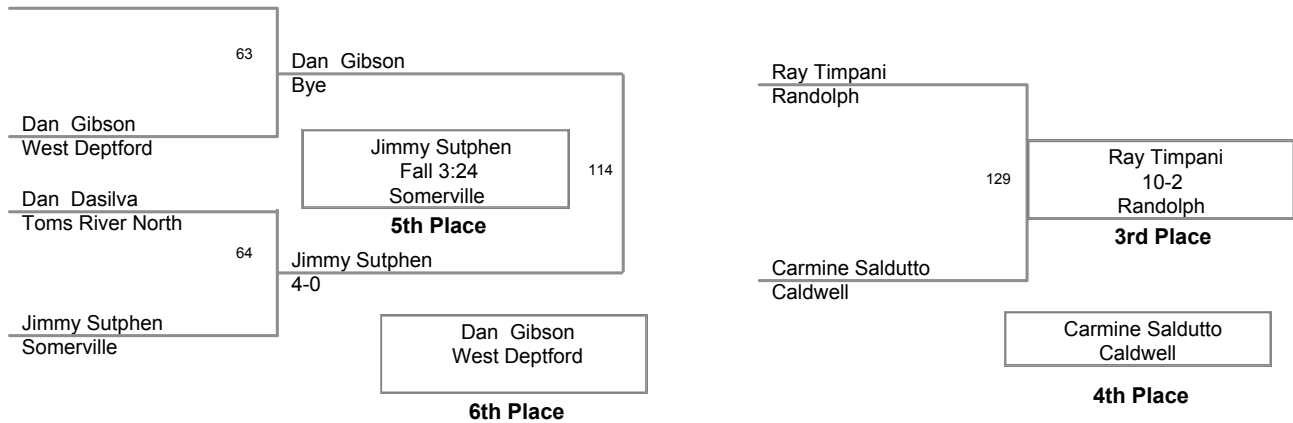 63
Dan Gibson
Bye
Dan Gibson
West Deptford
Jimmy Sutphen
Fall 3:24
Somerville
5th Place
114
Dan Dasilva
Toms River North
64
Jimmy Sutphen
4-0
Jimmy Sutphen
Somerville
Dan Gibson
West Deptford
6th Place
Ray Timpani
Randolph
129
Ray Timpani
10-2
Randolph
3rd Place
Carmine Saldutto
Caldwell
Carmine Saldutto
Caldwell
4th Place